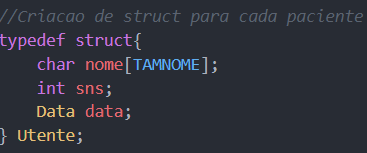 //Criacao de struct para cada paciente
typedef struct{
    char nome[TAMNOME];
    int sns;
    Data data;
} Utente;